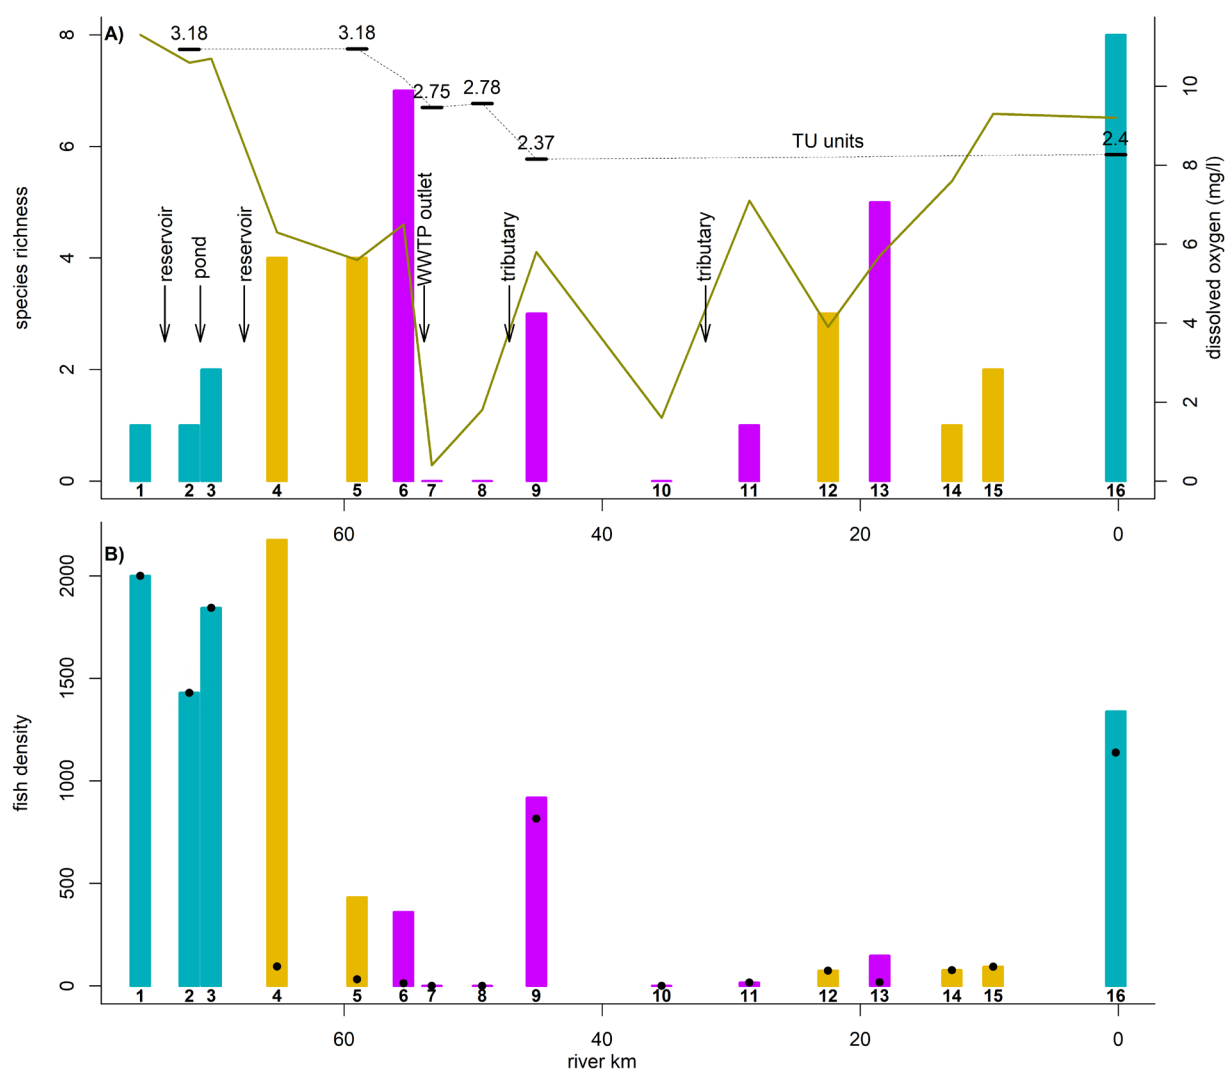 A)
3.18
3.18
2.75
2.78
2.37
TU units
2.4
8
6
4
2
0
species richness
10
8
6
4
2
0
dissolved oxygen (mg/l)
reservoir
pond
reservoir
WWTP outlet
tributary
tributary
1 2 3 4 5 6 7 8 9 10 11 12 13 14 15 16
60 40 20 0
B)
2000
1500
1000
500
0
fish density
1 2 3 4 5 6 7 8 9 10 11 12 13 14 15 16
60 40 20 0
river km